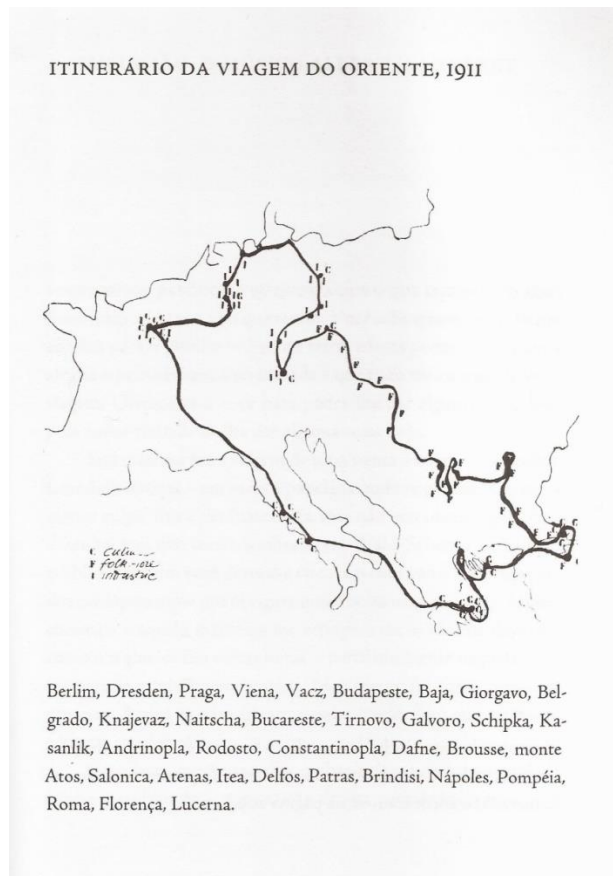 ITINERÁRIO DA VIAGEM DO ORIENTE, 1911
C
F folk-lore
I
Berlim, Dresden, Praga, Viena, Vacz, Budapeste, Baja, Giorgavo, Bel-
grado, Knajevaz, Naitscha, Bucareste, Tirnovo, Galvoro, Schipka, Ka-
sanlik, Andrinopla, Rodosto, Constantinopla, Dafne, Brousse, monte
Atos, Salonica, Atenas, Itea, Delfos, Patras, Brindisi, Nápoles, Pompéia,
Roma, Florença, Lucerna.